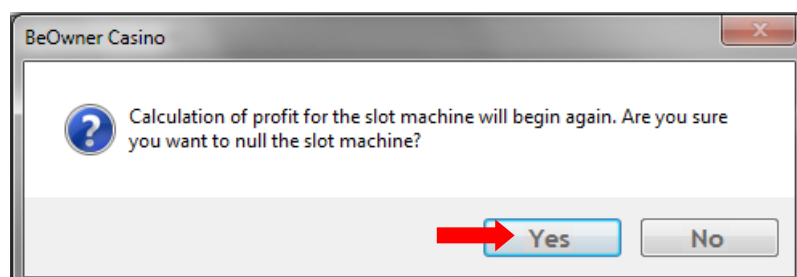 BeOwner Casino
Calculation of profit for the slot machine will begin again. Are you sure
you want to null the slot machine?
Yes
No